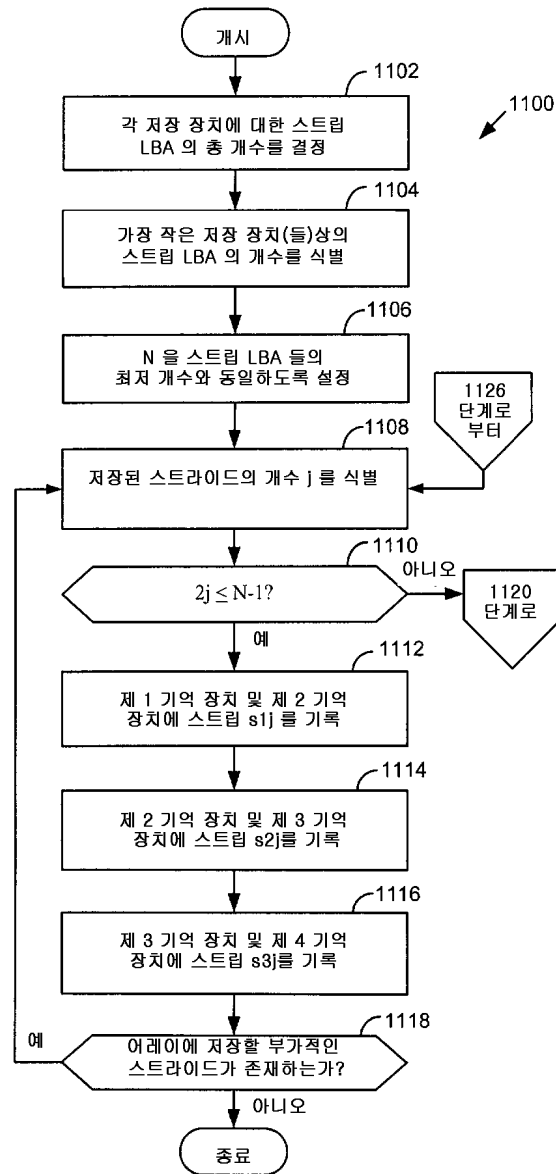 개시
1102
1100
각 저장 장치에 대한 스트립
LBA 의 총 개수를 결정
1104
가장 작은 저장 장치(들)상의
스트립 LBA 의 개수를 식별
1106
N 을 스트립 LBA 들의
최저 개수와 동일하도록 설정
1126
단계로
부터
1108
저장된 스트라이드의 개수 j 를 식별
1110
2j ≤ N-1?
아니오
1120
단계로
예
1112
제 1 기억 장치 및 제 2 기억
장치에 스트립 s1j 를 기록
1114
제 2 기억 장치 및 제 3 기억
장치에 스트립 s2j를 기록
1116
제 3 기억 장치 및 제 4 기억
장치에 스트립 s3j를 기록
1118
예
어레이에 저장할 부가적인
스트라이드가 존재하는가?
아니오
종료